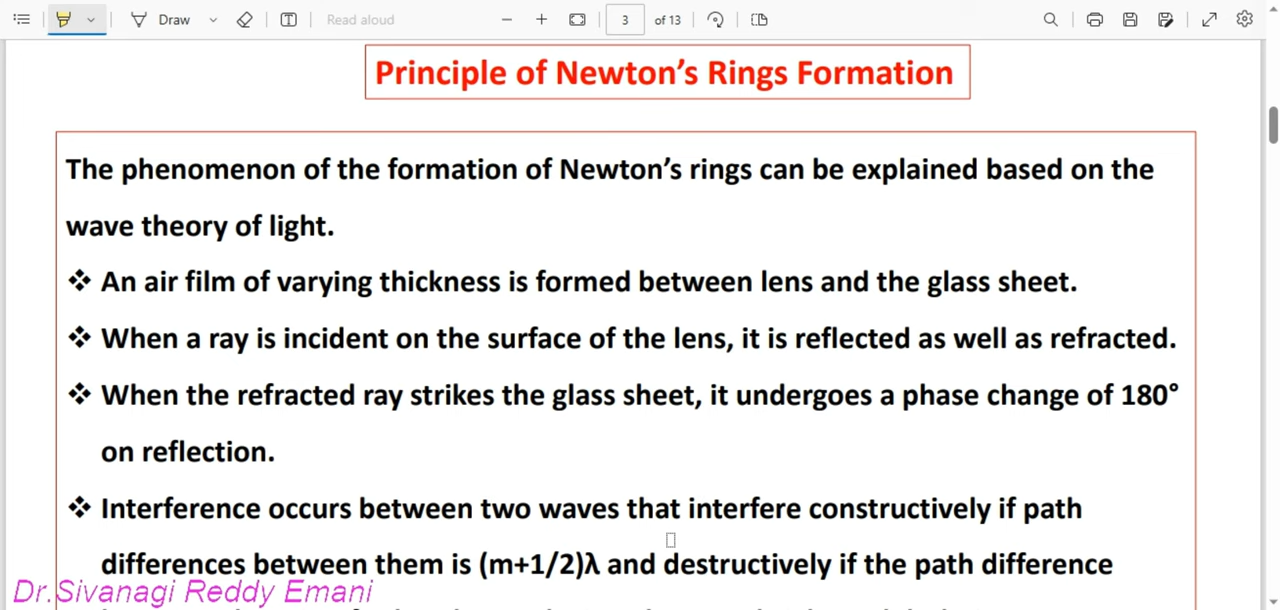 Draw
Read aloud
3 of 13
Principle of Newton's Rings Formation
The phenomenon of the formation of Newton's rings can be explained based on the
wave theory of light.
❖ An air film of varying thickness is formed between lens and the glass sheet.
❖ When a ray is incident on the surface of the lens, it is reflected as well as refracted.
❖ When the refracted ray strikes the glass sheet, it undergoes a phase change of 180°
on reflection.
❖ Interference occurs between two waves that interfere constructively if path
differences between them is (m+1/2)λ and destructively if the path difference
Dr.Sivanagi Reddy Emani